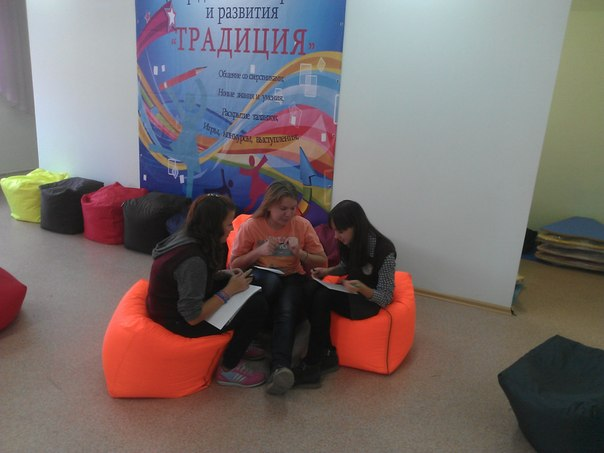 и развития
"ТРАДИЦИЯ"
Общение со сверстниками,
Новые знания и умения,
Раскрытие талантов,
Игры, конкурсы, выступления.